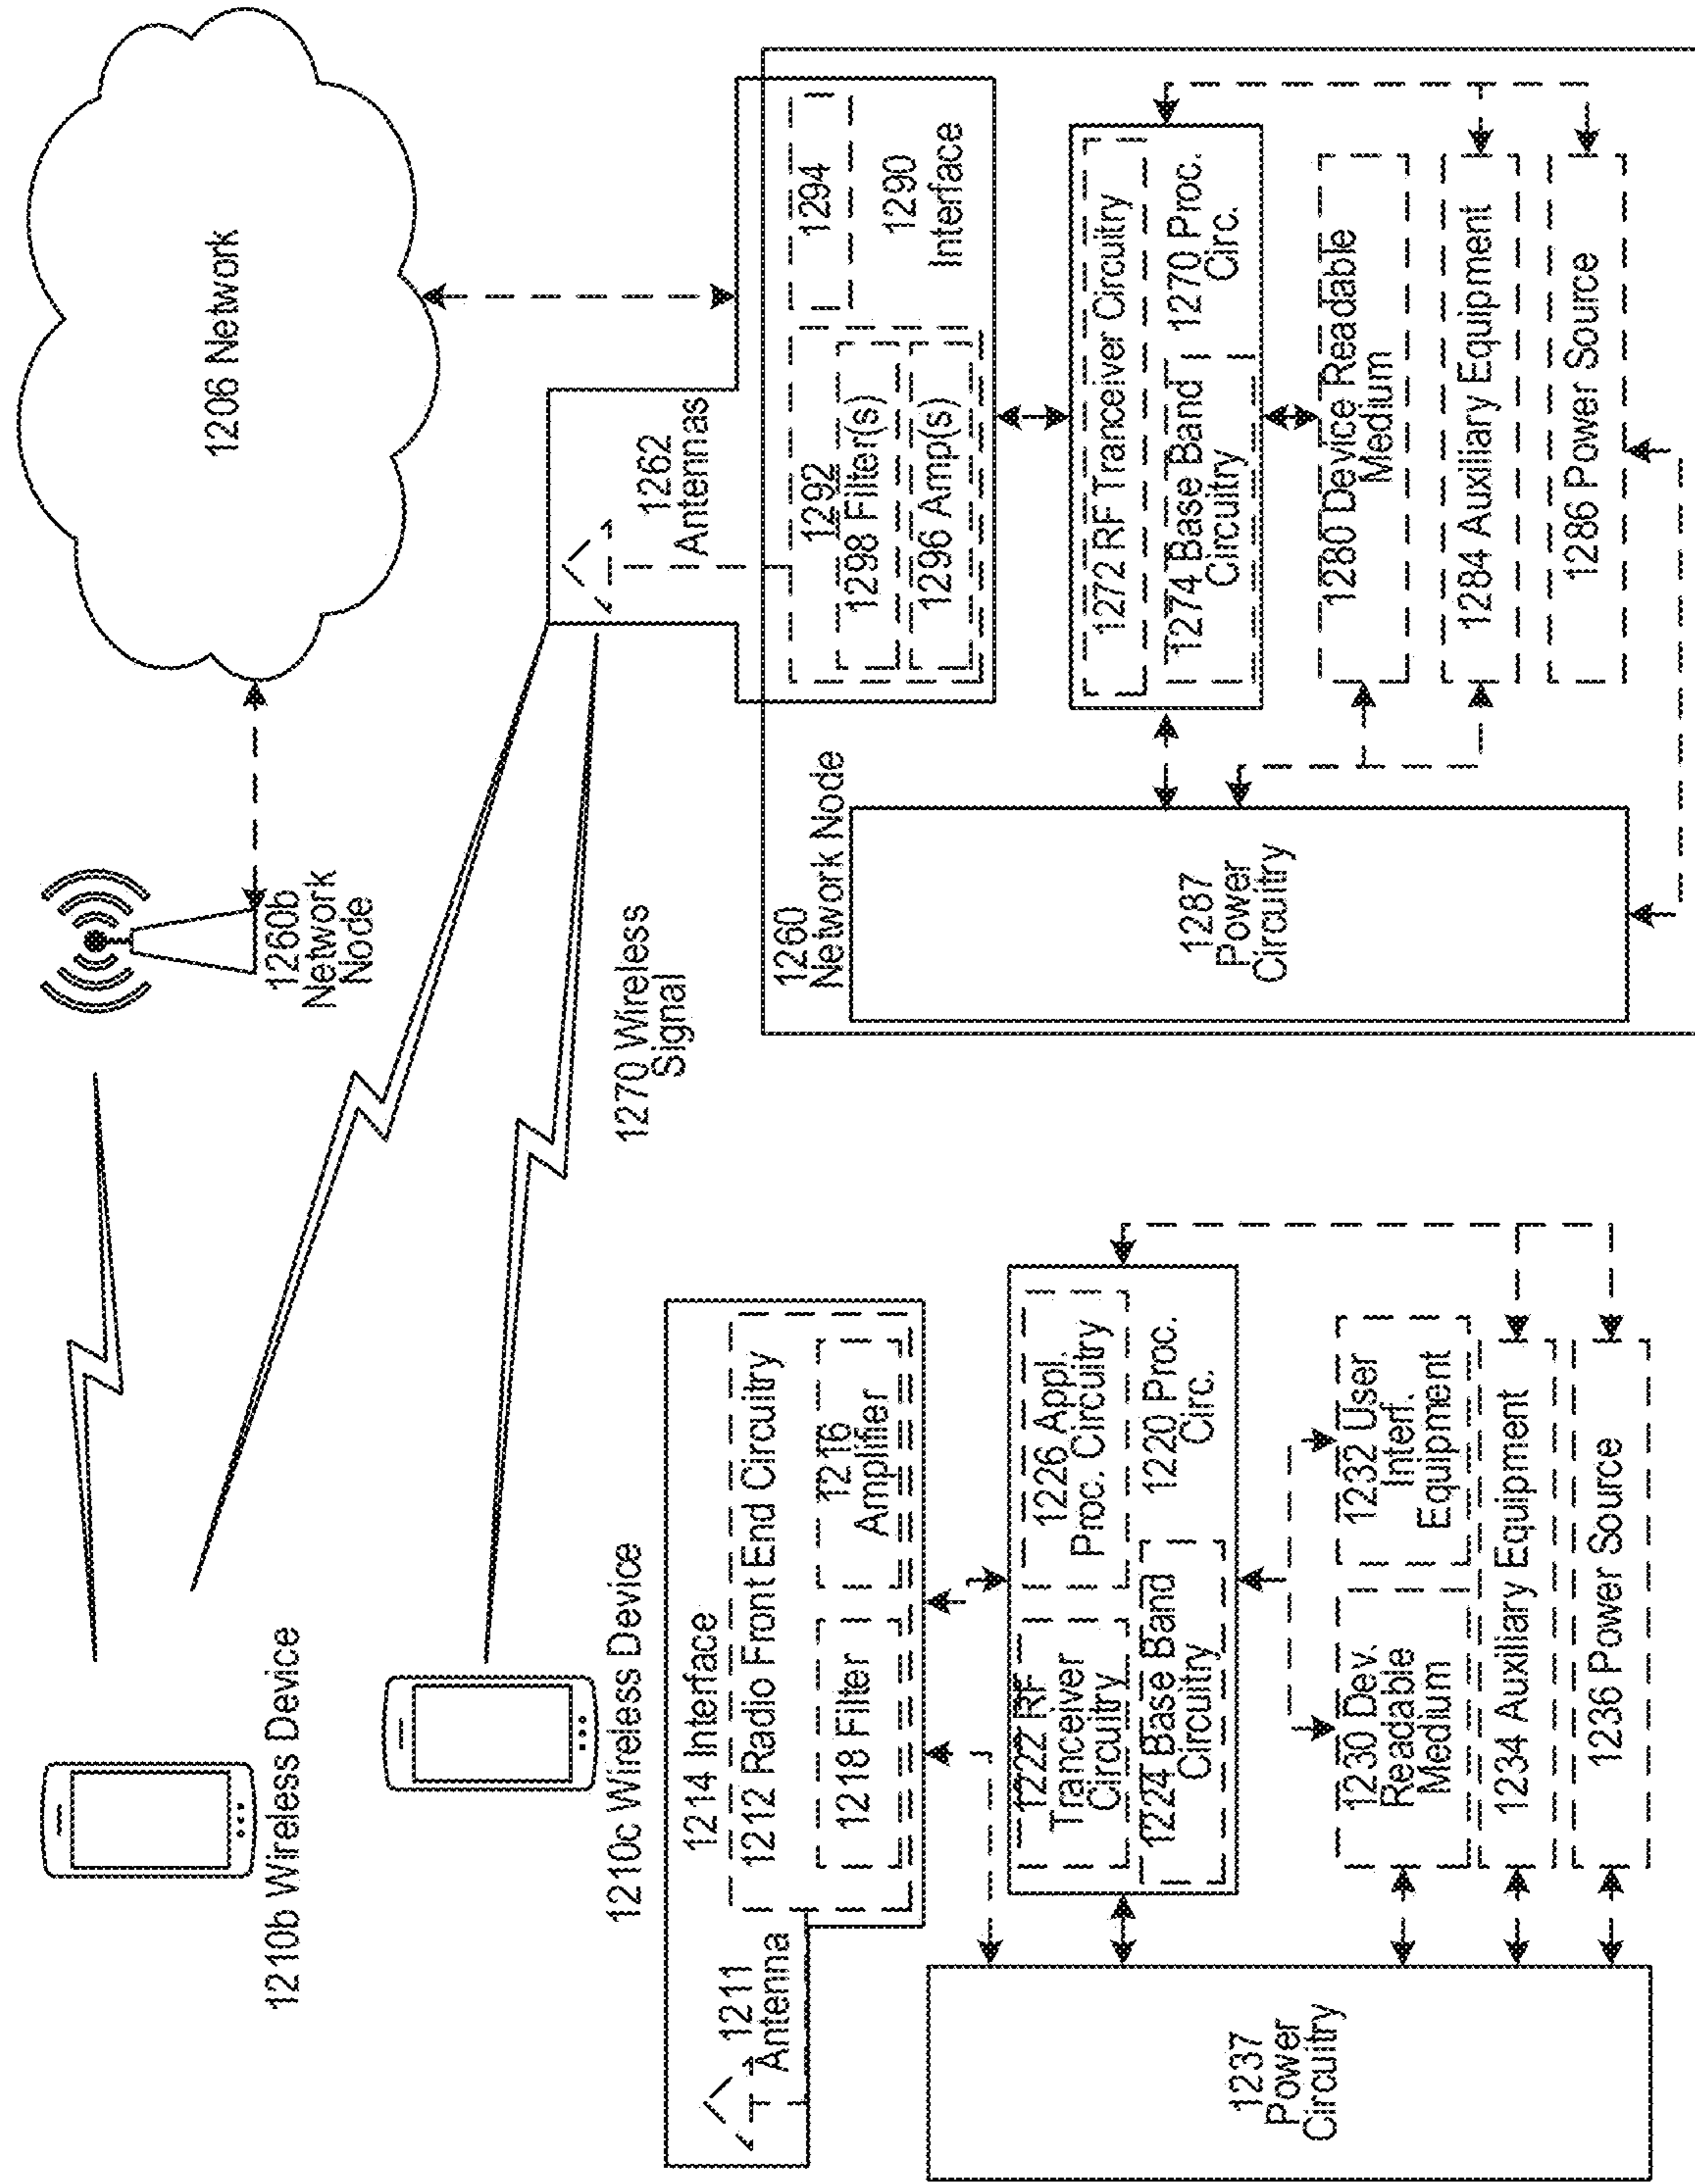 1206 Network
1260b
Network
Node
1210b Wireless Device
1210c Wireless Device
1270 Wireless
Signal
1262
Antennas
1260
Network Node
1292
1298 Filter(s)
1296 Amp(s)
1294
1290
Interface
1272 RF Tranceiver Circuitry
1274 Base Band
Circuitry
1270 Proc.
Circ.
1280 Device Readable
Medium
1284 Auxiliary Equipment
1286 Power Source
1287
Power
Circuitry
1211
Antenna
1214 Interface
1212 Radio Front End Circuitry
1218 Filter
1216
Amplifier
1222 RF
Tranceiver
Circuitry
1226 Appl.
Proc. Circuitry
1224 Base Band
Circuitry
1220 Proc.
Circ.
1230 Dev.
Readable
Medium
1232 User
Interf.
Equipment
1234 Auxiliary Equipment
1236 Power Source
1237
Power
Circuitry